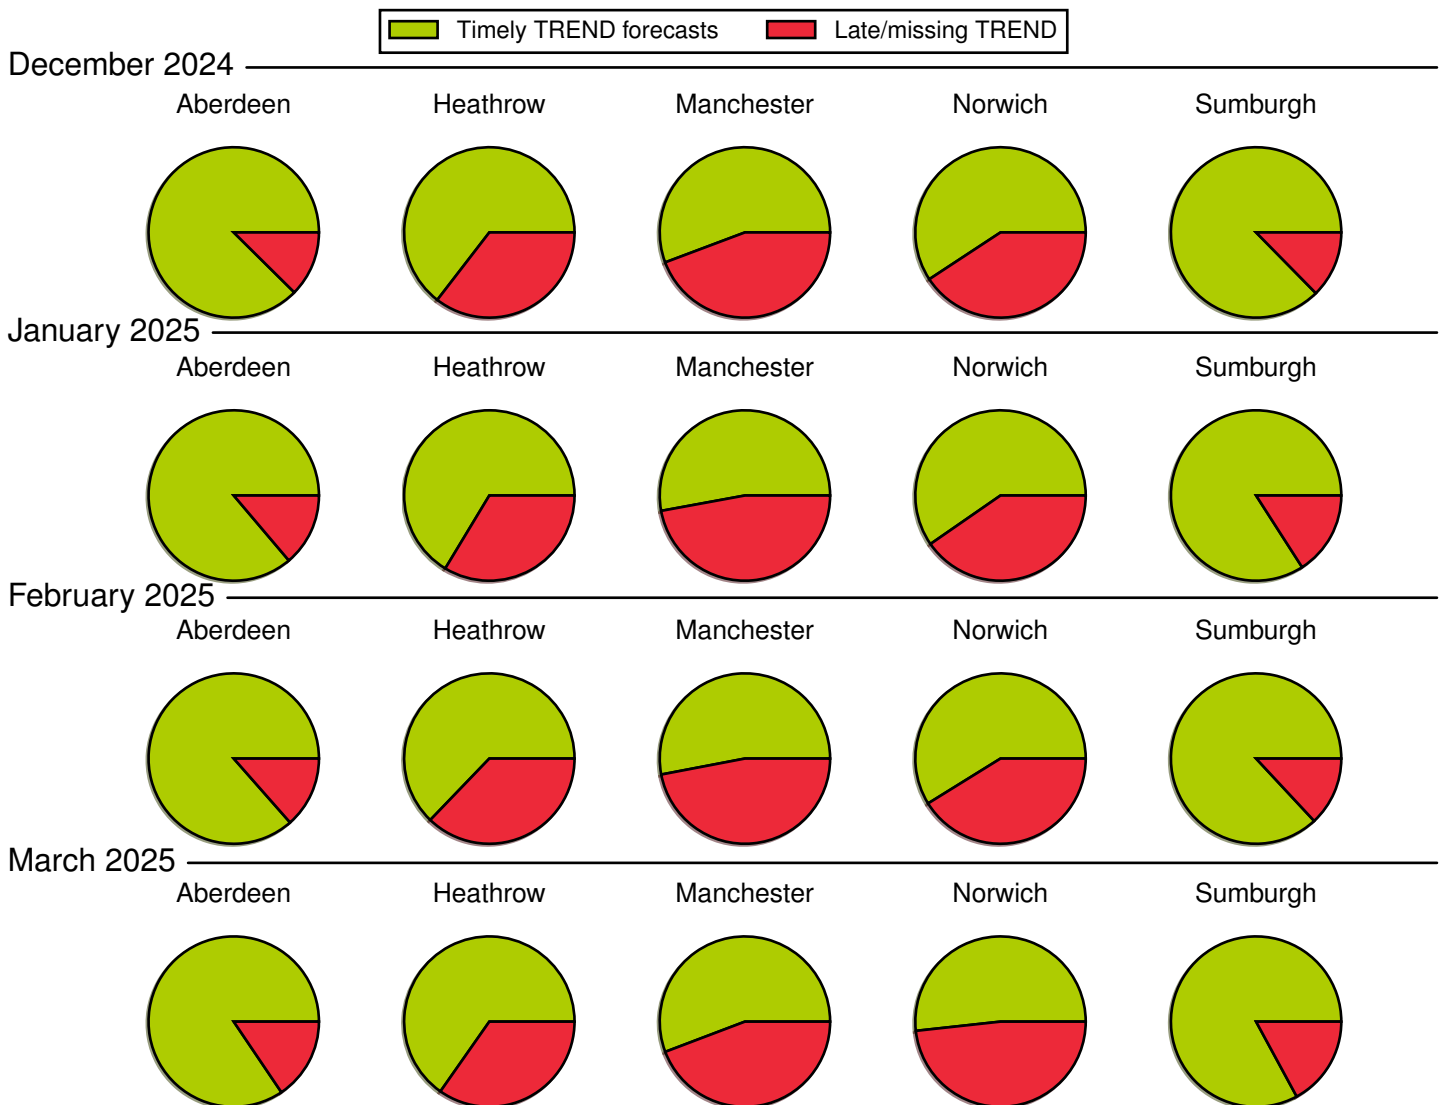 Timely TREND forecasts Late/missing TREND
December 2024
Aberdeen Heathrow Manchester Norwich Sumburgh
January 2025
Aberdeen Heathrow Manchester Norwich Sumburgh
February 2025
Aberdeen Heathrow Manchester Norwich Sumburgh
March 2025
Aberdeen Heathrow Manchester Norwich Sumburgh